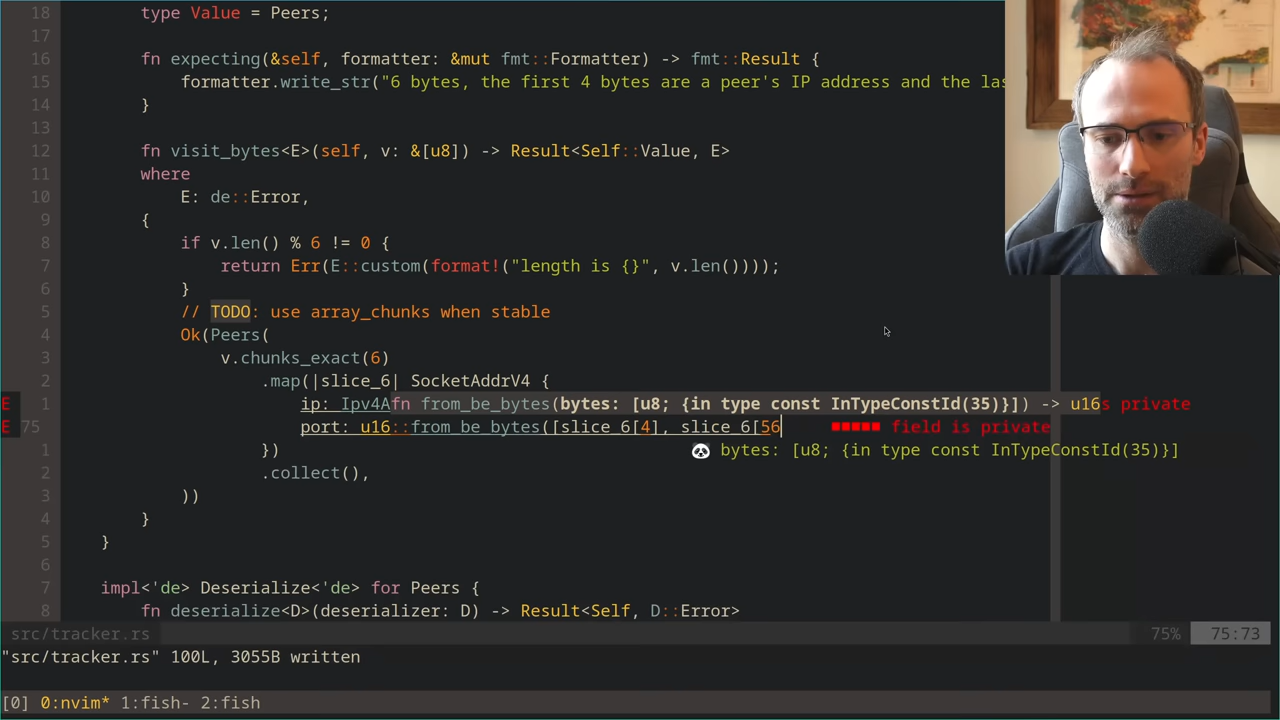 18 type Value = Peers;
17
16 fn expecting(&self, formatter: &mut fmt::Formatter) -> fmt::Result {
15 formatter.write_str("6 bytes, the first 4 bytes are a peer's IP address and the las
14 }
13
12 fn visit_bytes<E>(self, v: &[u8]) -> Result<Self::Value, E>
11 where
10 E: de::Error,
9 {
8 if v.len() % 6 != 0 {
7 return Err(E::custom(format!("length is {}", v.len())));
6 }
5 // TODO: use array_chunks when stable
4 Ok(Peers(
3 v.chunks_exact(6)
2 .map(|slice_6| SocketAddrV4 {
E 1 ip: Ipv4Afn from_be_bytes(bytes: [u8; {in type const InTypeConstId(35)}]) -> u16s private
E 75 port: u16::from_be_bytes([slice_6[4], slice_6[56 ■■■■■ field is private
1 }) 🐼 bytes: [u8; {in type const InTypeConstId(35)}]
2 .collect(),
3 ))
4 }
5 }
6
7 impl<'de> Deserialize<'de> for Peers {
8 fn deserialize<D>(deserializer: D) -> Result<Self, D::Error>
src/tracker.rs 75% 75:73
"src/tracker.rs" 100L, 3055B written
[0] 0:nvim* 1:fish- 2:fish